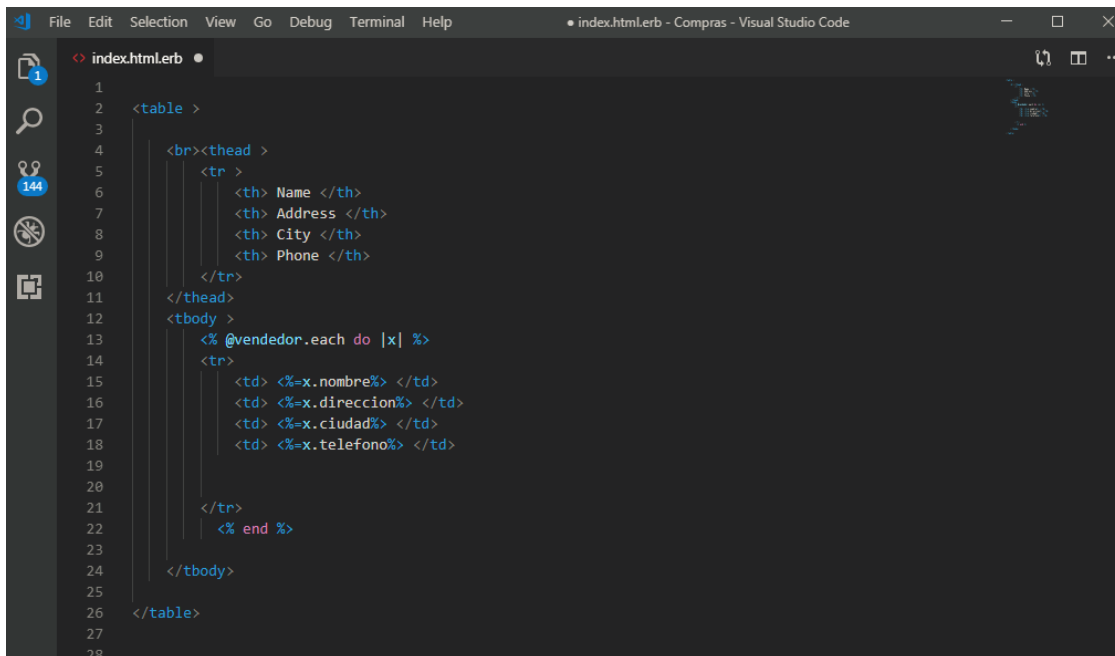 File Edit Selection View Go Debug Terminal Help ● index.html.erb - Compras - Visual Studio Code
<> index.html.erb ●
1
1
2 <table >
3
4 <br><thead >
5 <tr >
6 <th> Name </th>
7 <th> Address </th>
8 <th> City </th>
9 <th> Phone </th>
10 </tr>
11 </thead>
12 <tbody >
13 <% @vendedor.each do |x| %>
14 <tr>
15 <td> <%=x.nombre%> </td>
16 <td> <%=x.direccion%> </td>
17 <td> <%=x.ciudad%> </td>
18 <td> <%=x.telefono%> </td>
19
20
21 </tr>
22 <% end %>
23
24 </tbody>
25
26 </table>
27
28
144